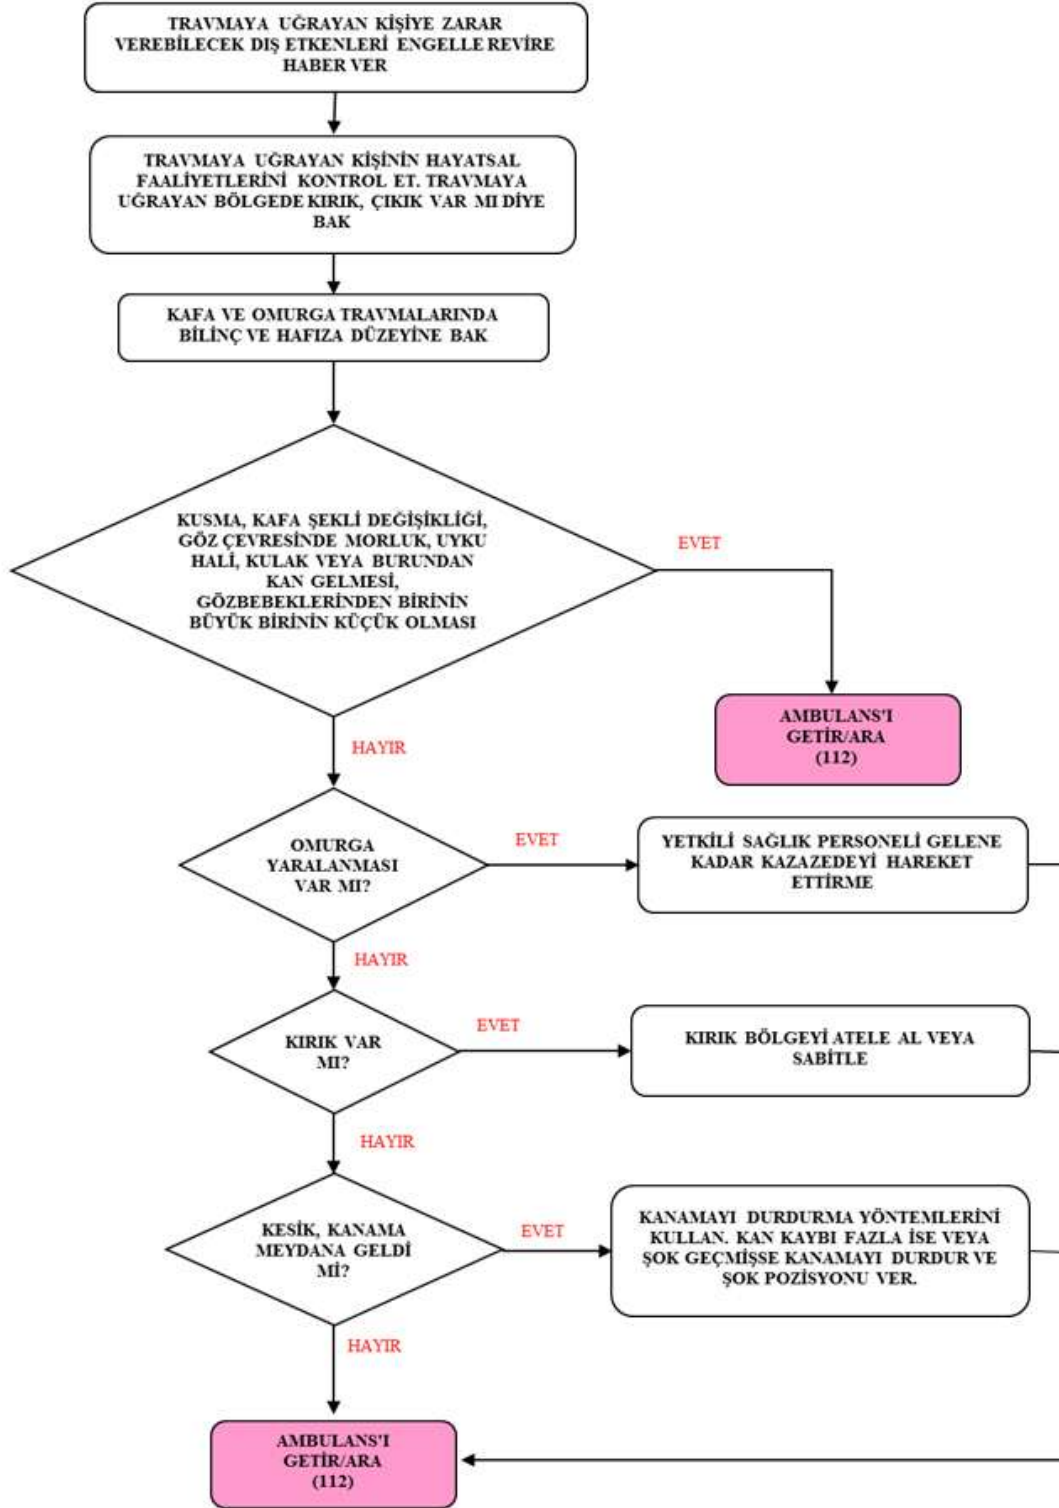 TRAVMAYA UĞRAYAN KİŞİYE ZARAR
VEREBİLECEK DIŞ ETKENLERİ ENGELLE REVİRE
HABER VER
TRAVMAYA UĞRAYAN KİŞİNİN HAYATSAL
FAALİYETLERİNİ KONTROL ET. TRAVMAYA
UĞRAYAN BÖLGEDE KIRIK, ÇIKIK VAR MI DİYE
BAK
KAFA VE OMURGA TRAVMALARINDA
BİLİNÇ VE HAFIZA DÜZEYİNE BAK
KUSMA, KAFA ŞEKLİ DEĞİŞİKLİĞİ,
GÖZ ÇEVRESİNDE MORLUK, UYKU
HALİ, KULAK VEYA BURUNDAN
KAN GELMESİ,
GÖZBEBEKLERİNDEN BİRİNİN
BÜYÜK BİRİNİN KÜÇÜK OLMASI
EVET
AMBULANS'I
GETİR/ARA
(112)
HAYIR
OMURGA
YARALANMASI
VAR MI?
EVET
YETKİLİ SAĞLIK PERSONELİ GELENE
KADAR KAZAZEDEYİ HAREKET
ETTİRME
HAYIR
KIRIK VAR
MI?
EVET
KIRIK BÖLGEYİ ATELE AL VEYA
SABİTLE
HAYIR
KESİK, KANAMA
MEYDANA GELDİ
Mİ?
EVET
KANAMAYI DURDURMA YÖNTEMLERİNİ
KULLAN. KAN KAYBI FAZLA İSE VEYA
ŞOK GEÇMİŞSE KANAMAYI DURDUR VE
ŞOK POZİSYONU VER.
HAYIR
AMBULANS'I
GETİR/ARA
(112)